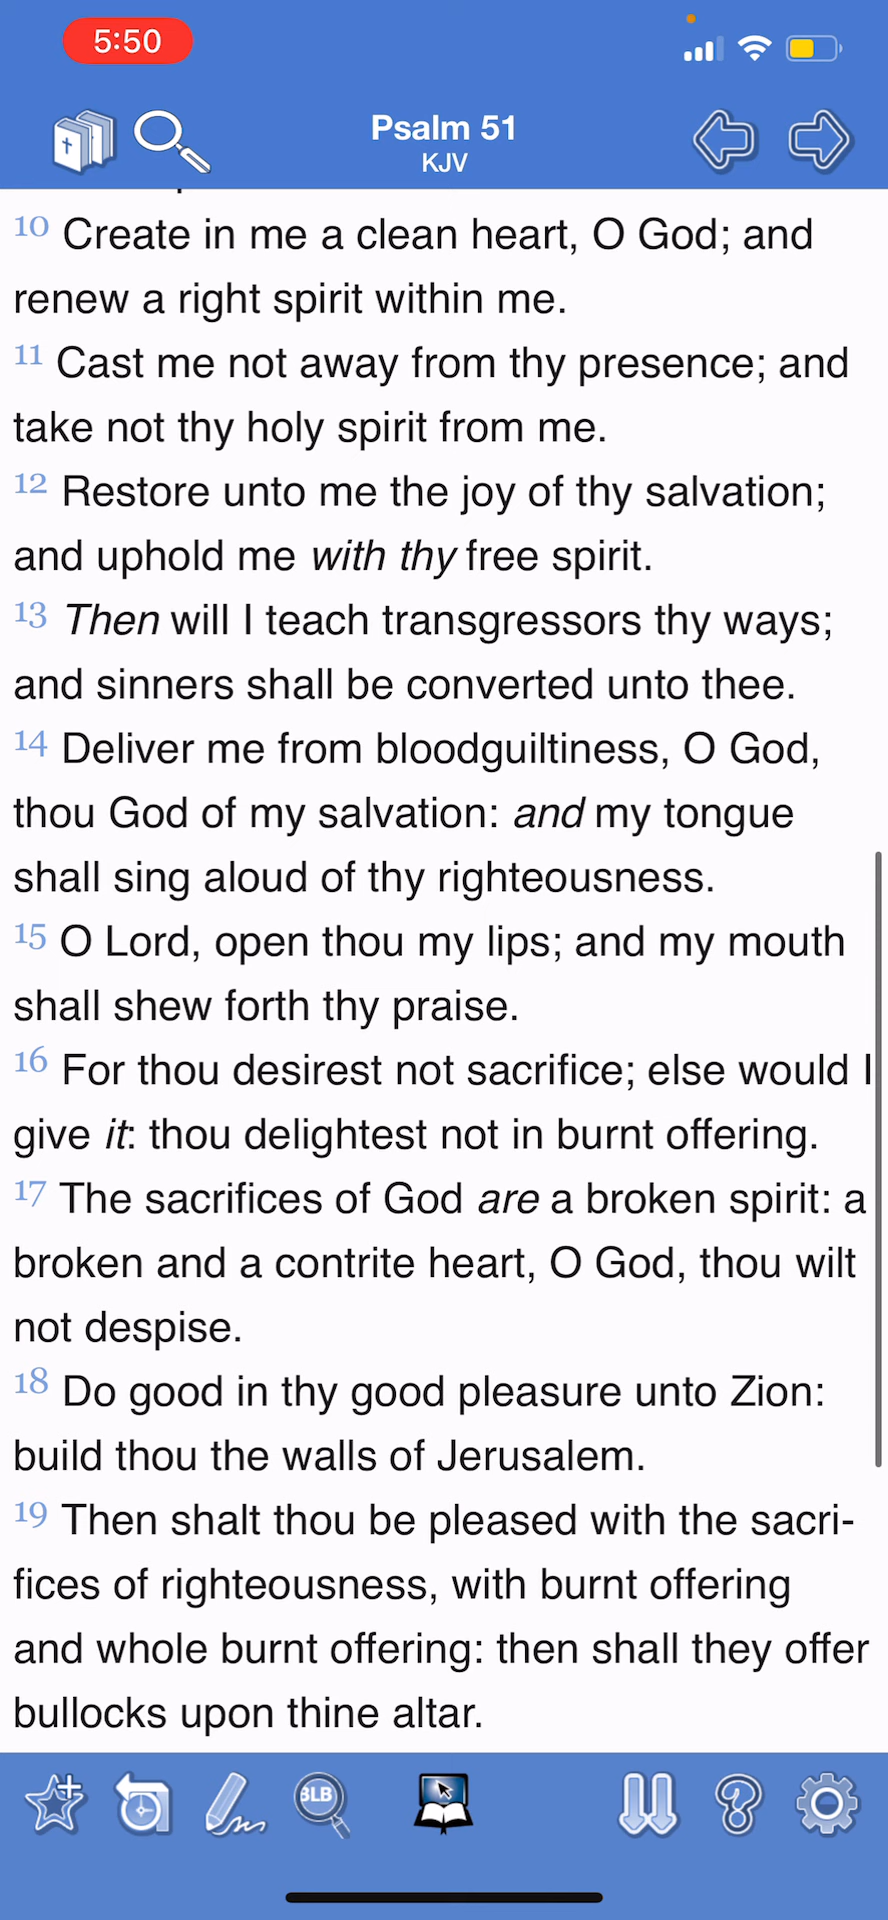 5:50
Psalm 51
KJV
10 Create in me a clean heart, O God; and
renew a right spirit within me.
11 Cast me not away from thy presence; and
take not thy holy spirit from me.
12 Restore unto me the joy of thy salvation;
and uphold me with thy free spirit.
13 Then will I teach transgressors thy ways;
and sinners shall be converted unto thee.
14 Deliver me from bloodguiltiness, O God,
thou God of my salvation: and my tongue
shall sing aloud of thy righteousness.
15 O Lord, open thou my lips; and my mouth
shall shew forth thy praise.
16 For thou desirest not sacrifice; else would I
give it: thou delightest not in burnt offering.
17 The sacrifices of God are a broken spirit: a
broken and a contrite heart, O God, thou wilt
not despise.
18 Do good in thy good pleasure unto Zion:
build thou the walls of Jerusalem.
19 Then shalt thou be pleased with the sacri-
fices of righteousness, with burnt offering
and whole burnt offering: then shall they offer
bullocks upon thine altar.
BLB